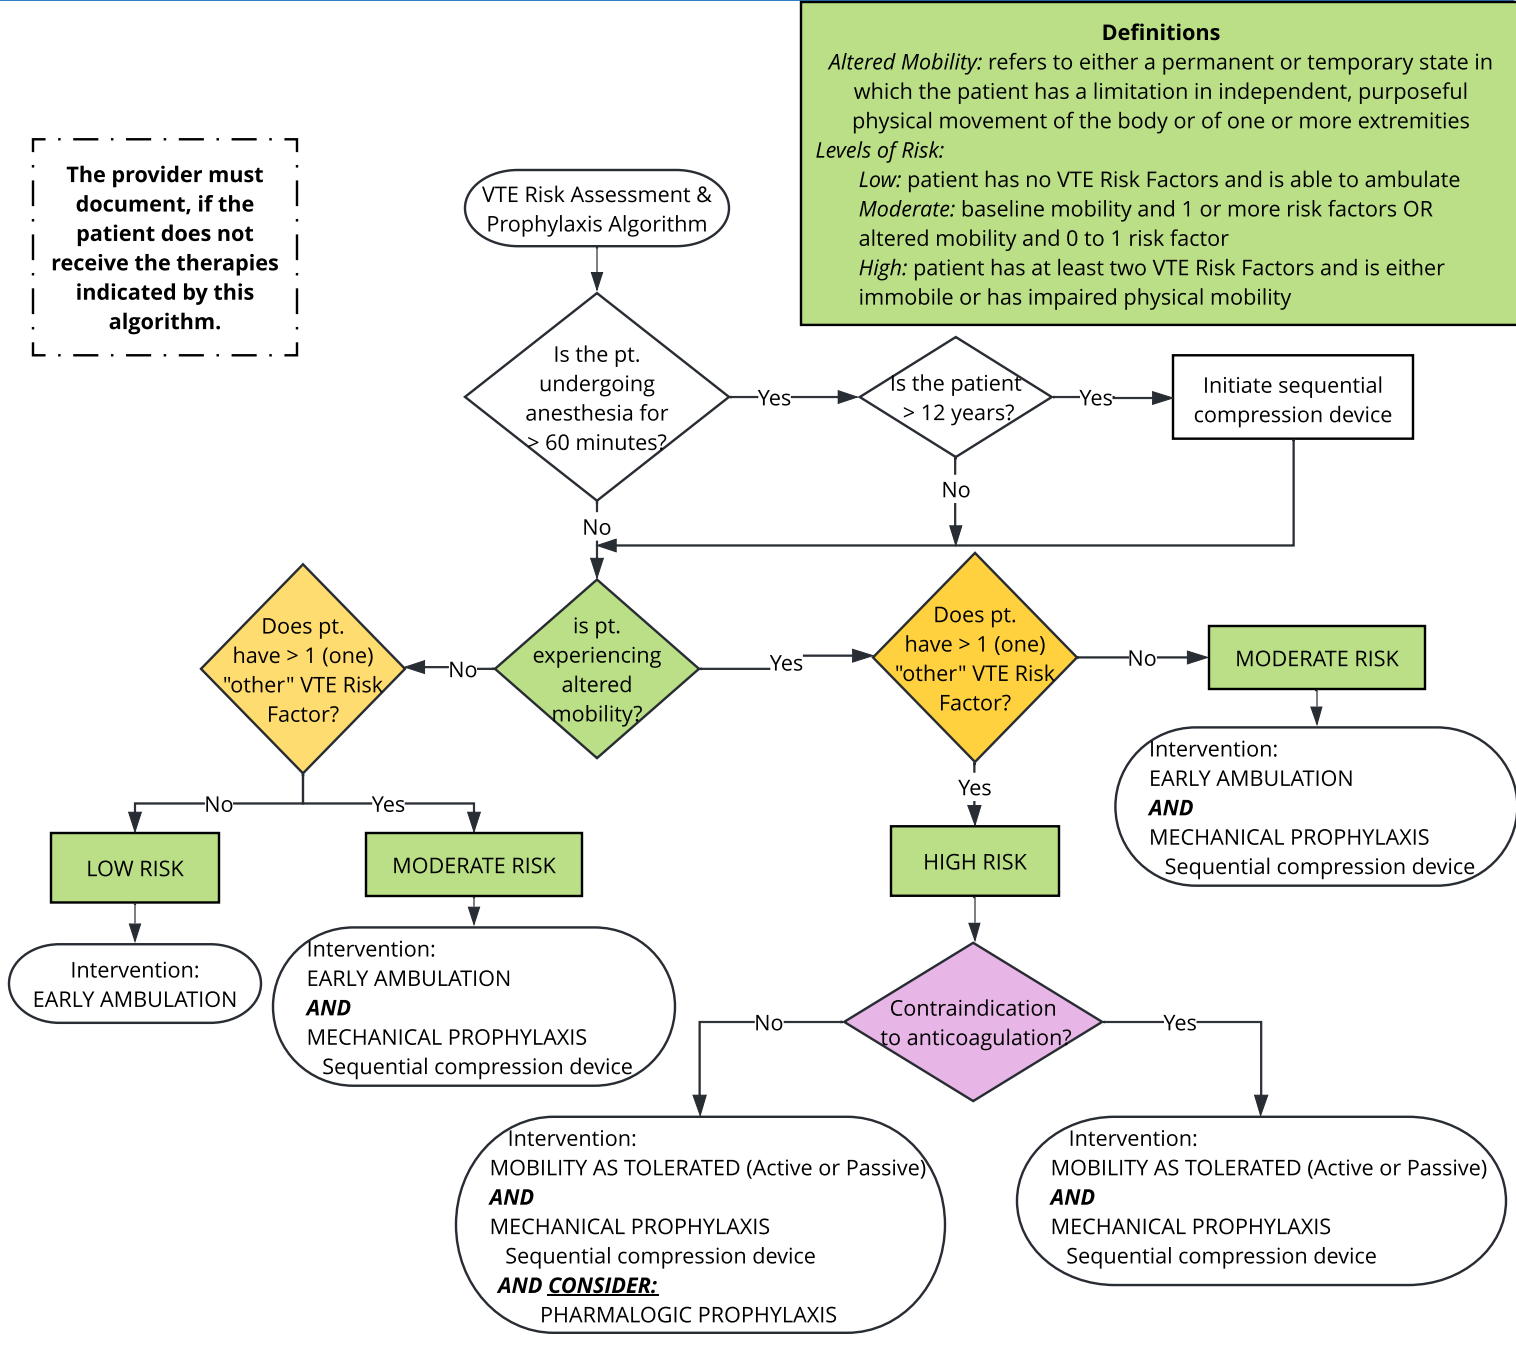 Definitions
Altered Mobility: refers to either a permanent or temporary state in
which the patient has a limitation in independent, purposeful
physical movement of the body or of one or more extremities
Levels of Risk:
Low: patient has no VTE Risk Factors and is able to ambulate
Moderate: baseline mobility and 1 or more risk factors OR
altered mobility and 0 to 1 risk factor
High: patient has at least two VTE Risk Factors and is either
immobile or has impaired physical mobility
The provider must
document, if the
patient does not
receive the therapies
indicated by this
algorithm.
VTE Risk Assessment &
Prophylaxis Algorithm
Is the pt.
undergoing
anesthesia for
> 60 minutes?
Yes
Is the patient
> 12 years?
Yes
Initiate sequential
compression device
No
No
Does pt.
have > 1 (one)
"other" VTE Risk
Factor?
No
is pt.
experiencing
altered
mobility?
Yes
Does pt.
have > 1 (one)
"other" VTE Risk
Factor?
No
MODERATE RISK
Intervention:
EARLY AMBULATION
AND
MECHANICAL PROPHYLAXIS
Sequential compression device
No
Yes
Yes
LOW RISK
MODERATE RISK
HIGH RISK
Intervention:
EARLY AMBULATION
Intervention:
EARLY AMBULATION
AND
MECHANICAL PROPHYLAXIS
Sequential compression device
No
Contraindication
to anticoagulation?
Yes
Intervention:
MOBILITY AS TOLERATED (Active or Passive)
AND
MECHANICAL PROPHYLAXIS
Sequential compression device
AND CONSIDER:
PHARMALOGIC PROPHYLAXIS
Intervention:
MOBILITY AS TOLERATED (Active or Passive)
AND
MECHANICAL PROPHYLAXIS
Sequential compression device